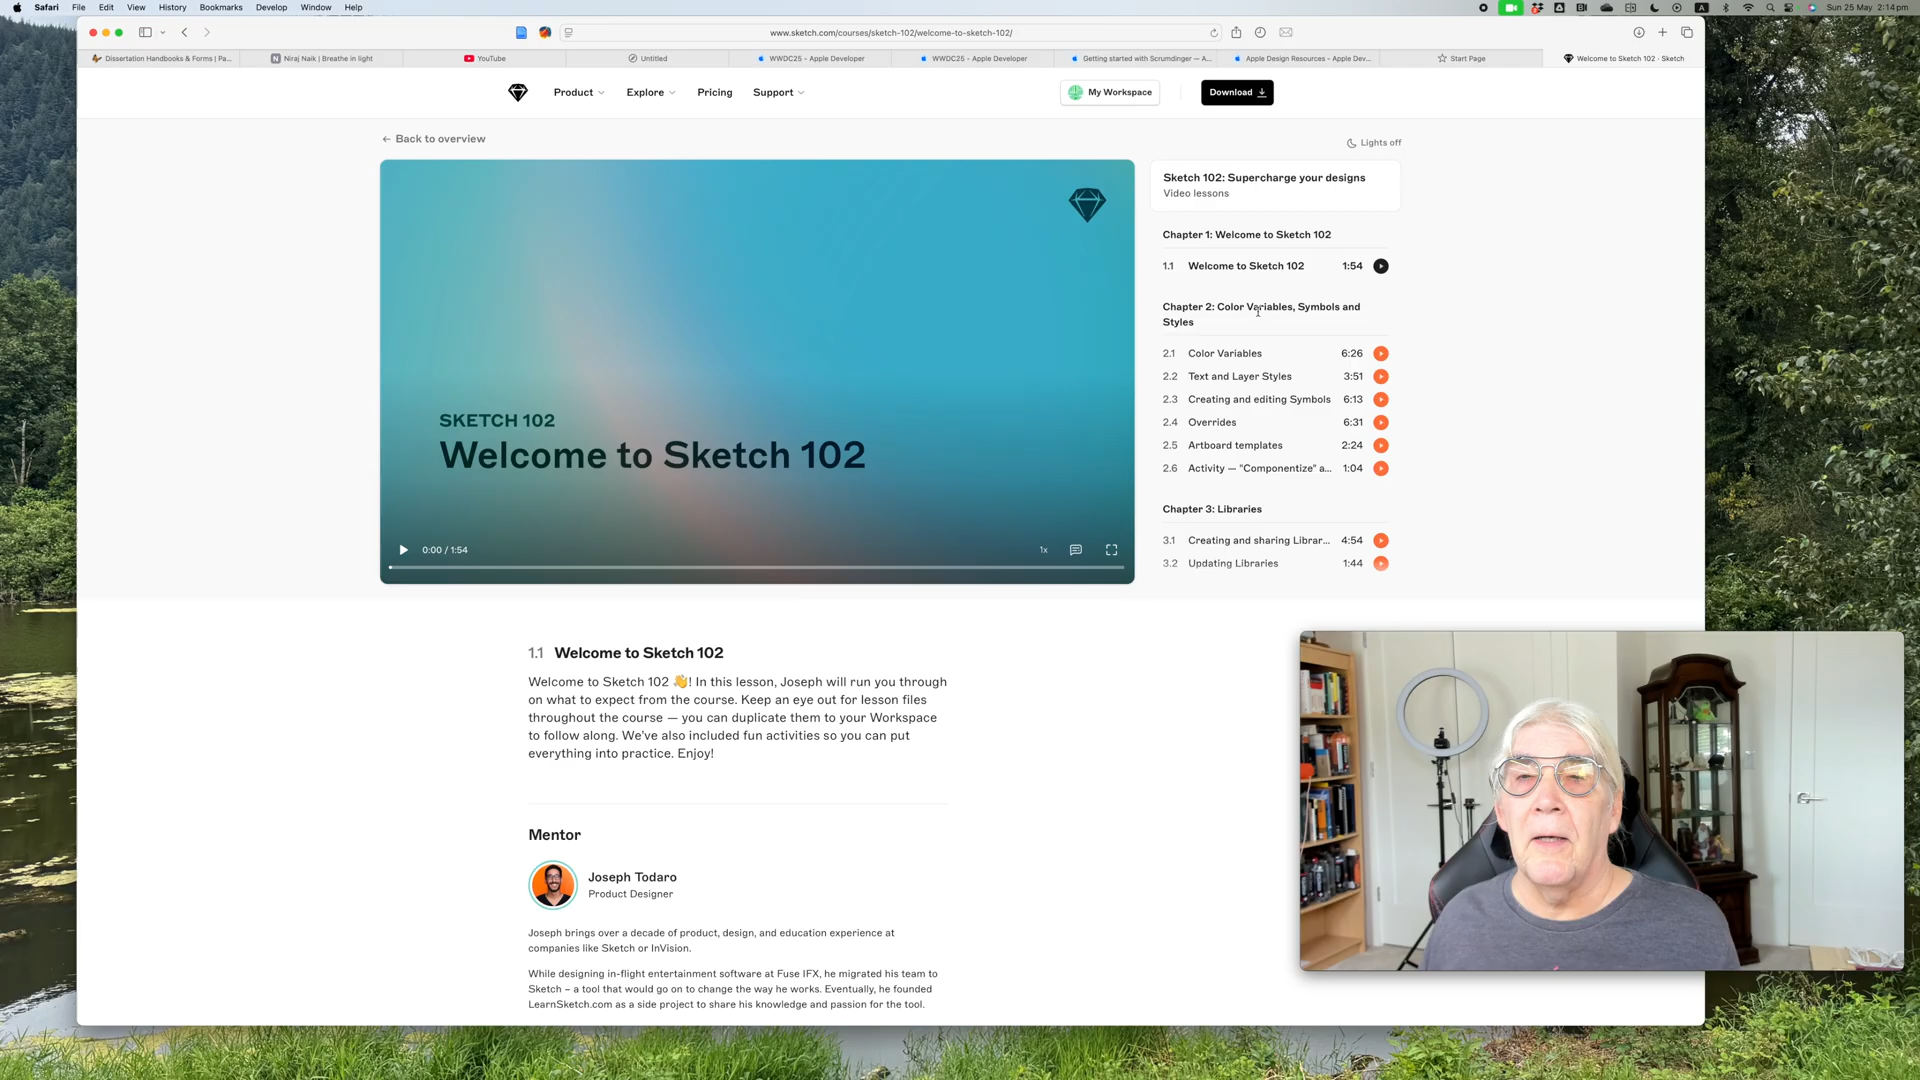 Safari File Edit View History Bookmarks Develop Window Help
Sun 25 May 2:14 pm
www.sketch.com/courses/sketch-102/welcome-to-sketch-102/
Dissertation Handbooks & Forms | Pa...
Niraj Naik | Breathe in light
YouTube
Untitled
WWDC25 - Apple Developer
WWDC25 - Apple Developer
Getting started with Scrumdinger — A...
Apple Design Resources - Apple Dev...
Start Page
Welcome to Sketch 102 · Sketch
Product
Explore
Pricing
Support
My Workspace
Download
← Back to overview
Lights off
SKETCH 102
Welcome to Sketch 102
0:00 / 1:54
1x
Sketch 102: Supercharge your designs
Video lessons
Chapter 1: Welcome to Sketch 102
1.1 Welcome to Sketch 102 1:54
Chapter 2: Color Variables, Symbols and
Styles
2.1 Color Variables 6:26
2.2 Text and Layer Styles 3:51
2.3 Creating and editing Symbols 6:13
2.4 Overrides 6:31
2.5 Artboard templates 2:24
2.6 Activity — "Componentize" a... 1:04
Chapter 3: Libraries
3.1 Creating and sharing Librar... 4:54
3.2 Updating Libraries 1:44
1.1 Welcome to Sketch 102
Welcome to Sketch 102 👋! In this lesson, Joseph will run you through
on what to expect from the course. Keep an eye out for lesson files
throughout the course — you can duplicate them to your Workspace
to follow along. We've also included fun activities so you can put
everything into practice. Enjoy!
Mentor
Joseph Todaro
Product Designer
Joseph brings over a decade of product, design, and education experience at
companies like Sketch or InVision.
While designing in-flight entertainment software at Fuse IFX, he migrated his team to
Sketch – a tool that would go on to change the way he works. Eventually, he founded
LearnSketch.com as a side project to share his knowledge and passion for the tool.